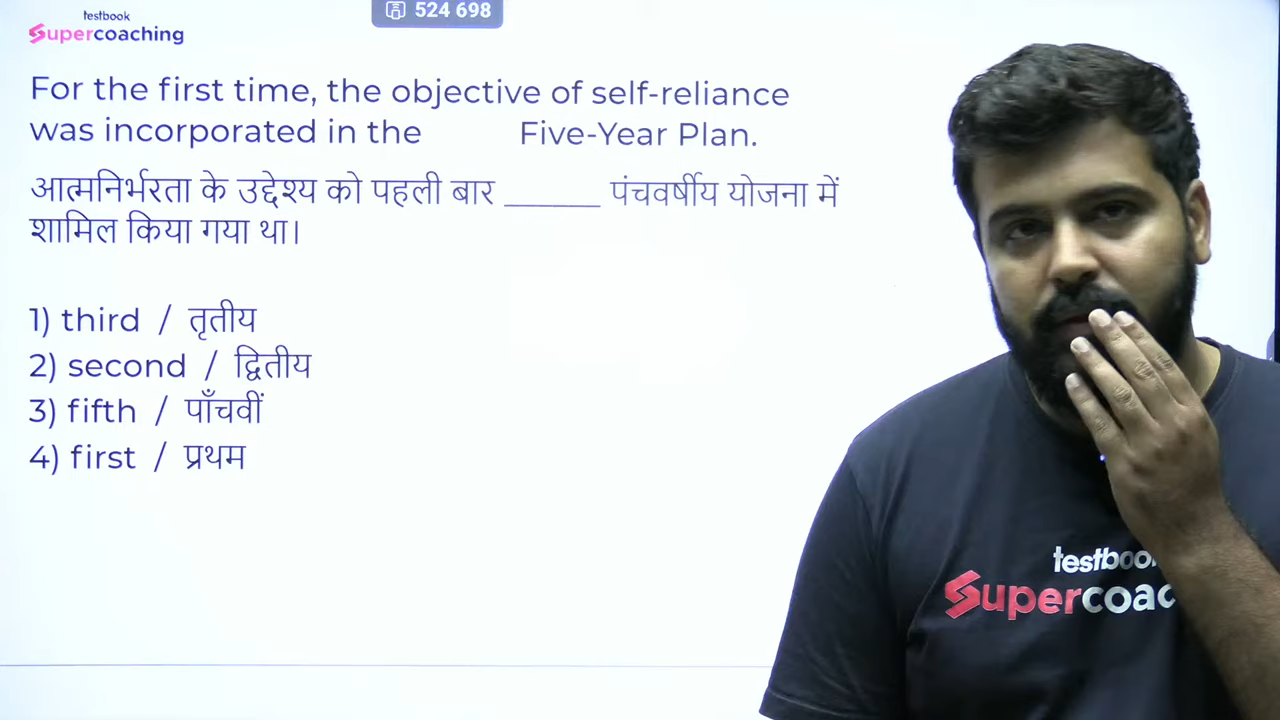 testbook
Supercoaching
524 698
For the first time, the objective of self-reliance
was incorporated in the Five-Year Plan.
आत्मनिर्भरता के उद्देश्य को पहली बार ______ पंचवर्षीय योजना में
शामिल किया गया था।
1) third / तृतीय
2) second / द्वितीय
3) fifth / पाँचवीं
4) first / प्रथम
testbook
Supercoac